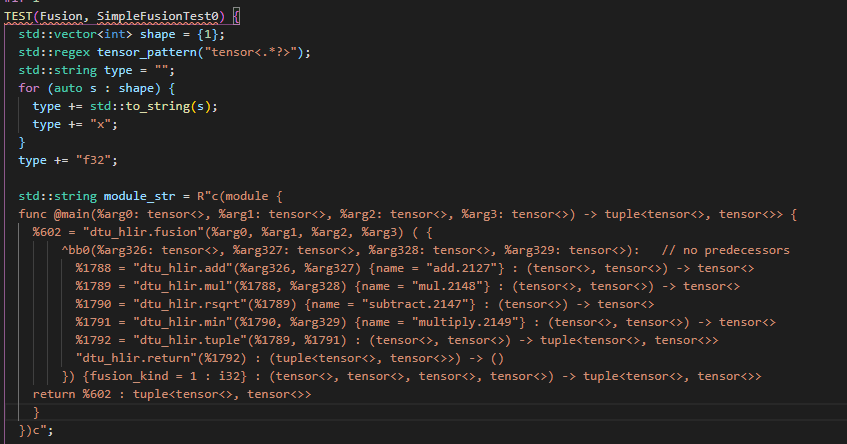 TEST(Fusion, SimpleFusionTest0) {
  std::vector<int> shape = {1};
  std::regex tensor_pattern("tensor<.*?>");
  std::string type = "";
  for (auto s : shape) {
    type += std::to_string(s);
    type += "x";
  }
  type += "f32";

  std::string module_str = R"c(module {
  func @main(%arg0: tensor<>, %arg1: tensor<>, %arg2: tensor<>, %arg3: tensor<>) -> tuple<tensor<>, tensor<>> {
    %602 = "dtu_hlir.fusion"(%arg0, %arg1, %arg2, %arg3) ( {
        ^bb0(%arg326: tensor<>, %arg327: tensor<>, %arg328: tensor<>, %arg329: tensor<>):   // no predecessors
          %1788 = "dtu_hlir.add"(%arg326, %arg327) {name = "add.2127"} : (tensor<>, tensor<>) -> tensor<>
          %1789 = "dtu_hlir.mul"(%1788, %arg328) {name = "mul.2148"} : (tensor<>, tensor<>) -> tensor<>
          %1790 = "dtu_hlir.rsqrt"(%1789) {name = "subtract.2147"} : (tensor<>) -> tensor<>
          %1791 = "dtu_hlir.min"(%1790, %arg329) {name = "multiply.2149"} : (tensor<>, tensor<>) -> tensor<>
          %1792 = "dtu_hlir.tuple"(%1789, %1791) : (tensor<>, tensor<>) -> tuple<tensor<>, tensor<>>
          "dtu_hlir.return"(%1792) : (tuple<tensor<>, tensor<>>) -> ()
        }) {fusion_kind = 1 : i32} : (tensor<>, tensor<>, tensor<>, tensor<>) -> tuple<tensor<>, tensor<>>
    return %602 : tuple<tensor<>, tensor<>>
    }
  })c";